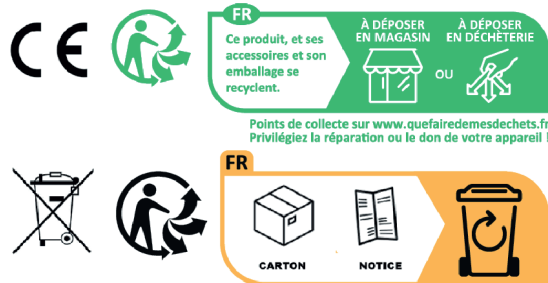 CE
FR
Ce produit, et ses
accessoires et son
emballage se
recyclent.
À DÉPOSER
EN MAGASIN
OU
À DÉPOSER
EN DÉCHÈTERIE
Points de collecte sur www.quefairedemesdechets.fr
Privilégiez la réparation ou le don de votre appareil !
FR
CARTON
NOTICE